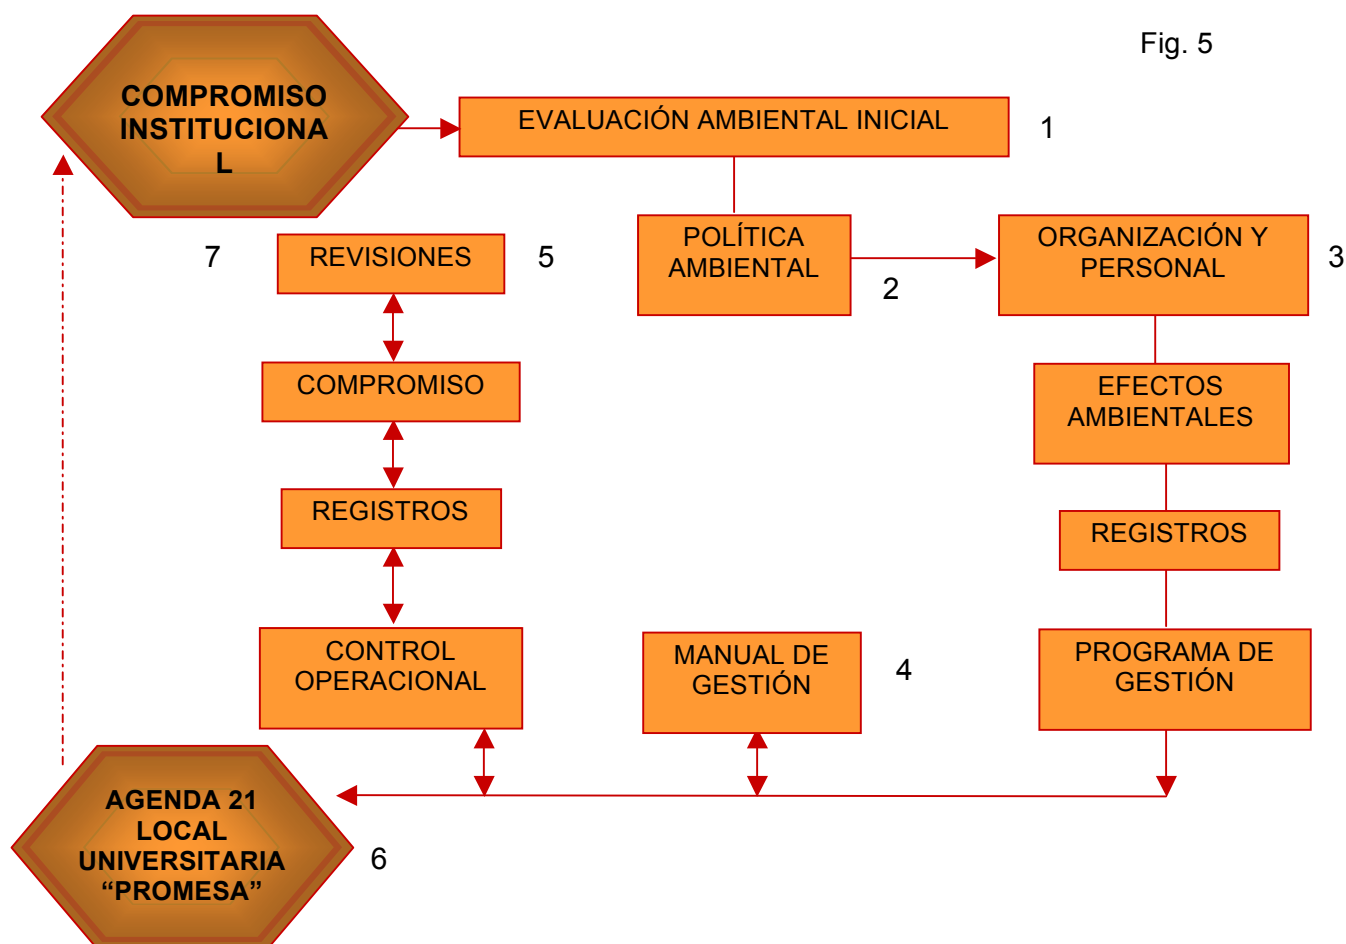 Fig. 5
COMPROMISO
INSTITUCIONA
L
EVALUACIÓN AMBIENTAL INICIAL
1
POLÍTICA
AMBIENTAL
2
ORGANIZACIÓN Y
PERSONAL
3
7
REVISIONES
5
COMPROMISO
EFECTOS
AMBIENTALES
REGISTROS
REGISTROS
CONTROL
OPERACIONAL
MANUAL DE
GESTIÓN
4
PROGRAMA DE
GESTIÓN
AGENDA 21
LOCAL
UNIVERSITARIA
“PROMESA”
6